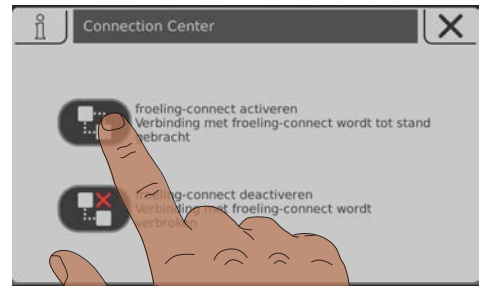 Connection Center
froeling-connect activeren
Verbinding met froeling-connect wordt tot stand
gebracht
froeling-connect deactiveren
Verbinding met froeling-connect wordt
verbroken